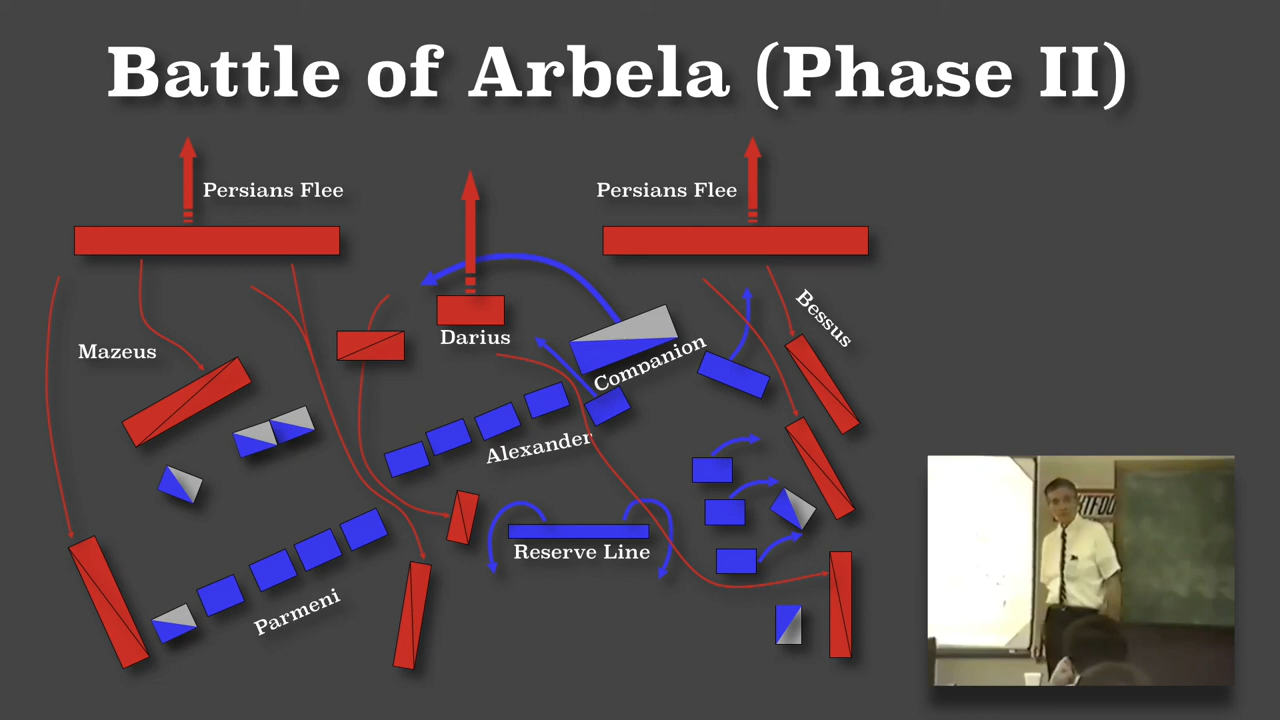 Battle of Arbela (Phase II)
Persians Flee
Persians Flee
Bessus
Darius
Mazeus
Companion
Alexander
Reserve Line
Parmeni